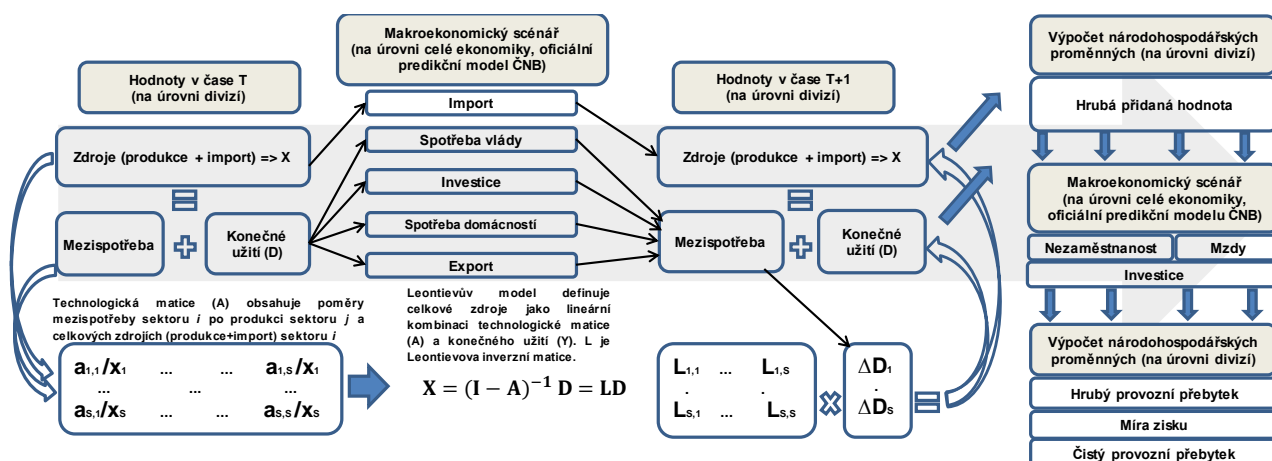 Hodnoty v čase T
(na úrovni divizí)
Zdroje (produkce + import) => X
Mezispotřeba
Konečné
užití (D)
Technologická matice (A) obsahuje poměry
mezispotřeby sektoru i po produkci sektoru j a
celkových zdrojích (produkce+import) sektoru i
a1,1/x1 ... ... a1,S/x1
... ... ...
aS,1/xS ... ... aS,S/xS
Makroekonomický scénář
(na úrovni celé ekonomiky, oficiální
predikční model ČNB)
Import
Spotřeba vlády
Investice
Spotřeba domácností
Export
Leontievův model definuje
celkové zdroje jako lineární
kombinaci technologické matice
(A) a konečného užití (Y). L je
Leontievova inverzní matice.
X = (I − A)⁻¹ D = LD
Hodnoty v čase T+1
(na úrovni divizí)
Zdroje (produkce + import) => X
Mezispotřeba
Konečné
užití (D)
L1,1 ... L1,S
. .
LS,1 ... LS,S
ΔD1
.
ΔDS
Výpočet národohospodářských
proměnných (na úrovni divizí)
Hrubá přidaná hodnota
Makroekonomický scénář
(na úrovni celé ekonomiky,
oficiální predikční modelu ČNB)
Nezaměstnanost
Mzdy
Investice
Výpočet národohospodářských
proměnných (na úrovni divizí)
Hrubý provozní přebytek
Míra zisku
Čistý provozní přebytek